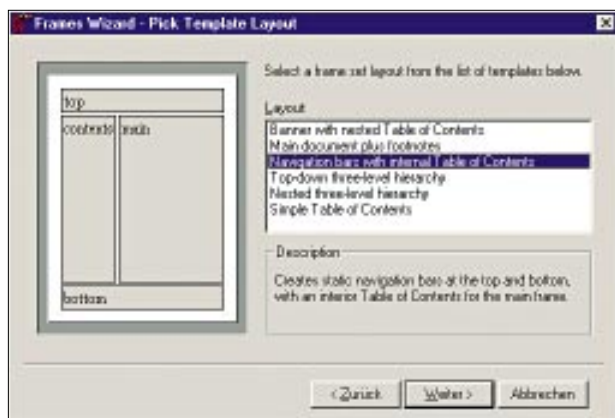 Frames Wizard - Pick Template Layout
Select a frame set layout from the list of templates below.
top
contents main
bottom
Layout
Banner with nested Table of Contents
Main document plus footnotes
Navigation bars with internal Table of Contents
Top-down three-level hierarchy
Nested three-level hierarchy
Simple Table of Contents
Description
Creates static navigation bars at the top and bottom,
with an interior Table of Contents for the main frame.
< Zurück Weiter > Abbrechen